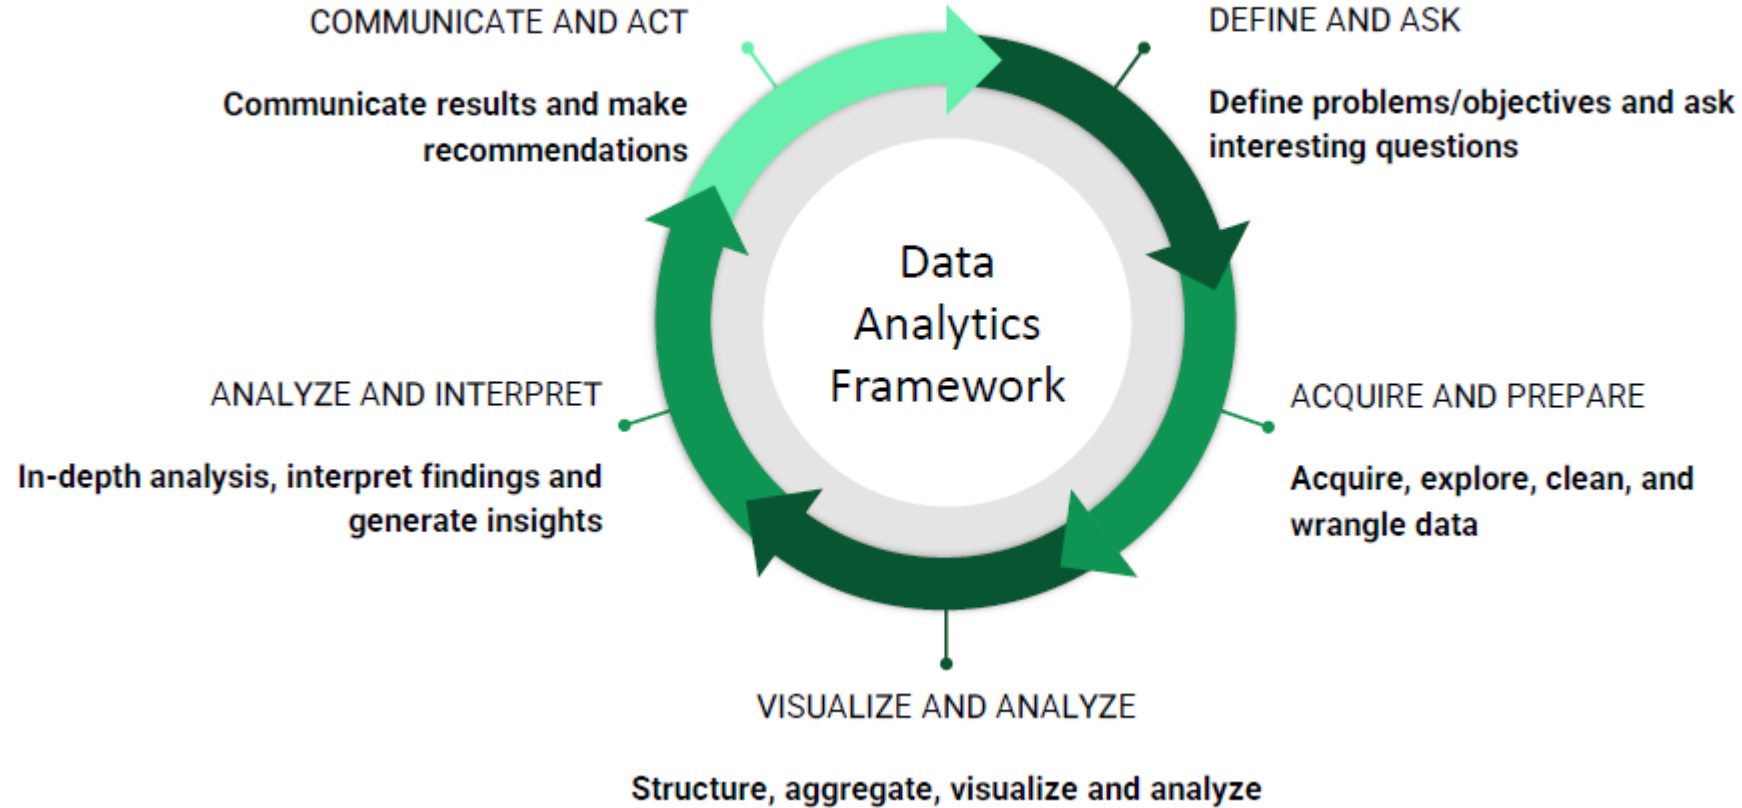 COMMUNICATE AND ACT
Communicate results and make
recommendations
DEFINE AND ASK
Define problems/objectives and ask
interesting questions
Data
Analytics
Framework
ANALYZE AND INTERPRET
In-depth analysis, interpret findings and
generate insights
ACQUIRE AND PREPARE
Acquire, explore, clean, and
wrangle data
VISUALIZE AND ANALYZE
Structure, aggregate, visualize and analyze